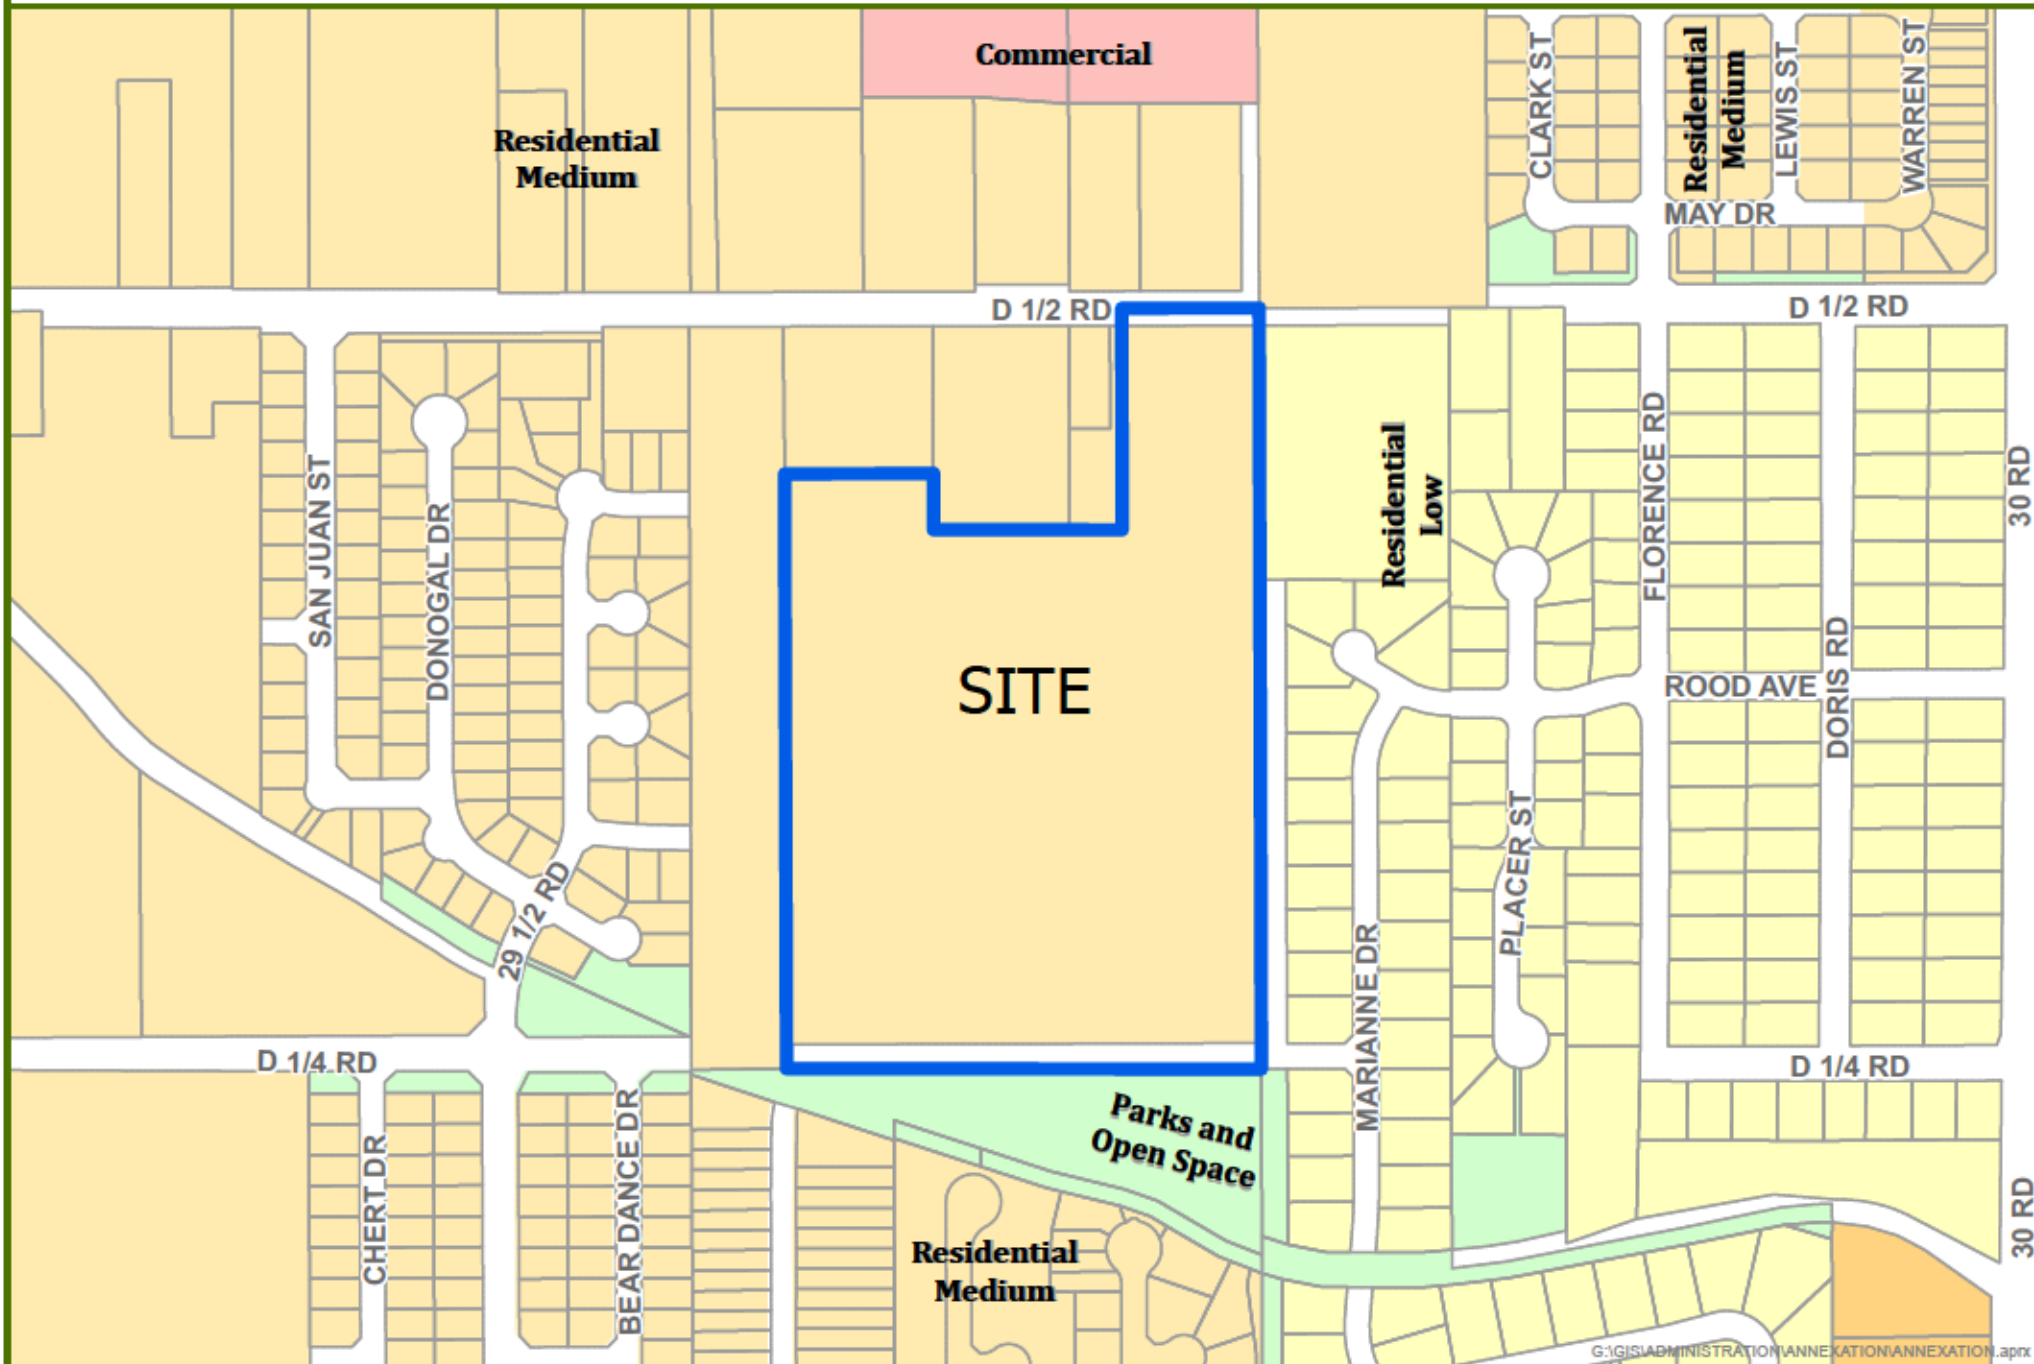 Commercial
CLARK ST
Residential
Medium
LEWIS ST
WARREN ST
Residential
Medium
MAY DR
D 1/2 RD
D 1/2 RD
SAN JUAN ST
DONOGAL DR
Residential
Low
FLORENCE RD
30 RD
SITE
ROOD AVE
DORIS RD
PLACER ST
29 1/2 RD
MARIANNE DR
D 1/4 RD
D 1/4 RD
Parks and
Open Space
CHERT DR
BEAR DANCE DR
Residential
Medium
30 RD
G:\GIS\ADMINISTRATION\ANNEXATION\ANNEXATION.aprx